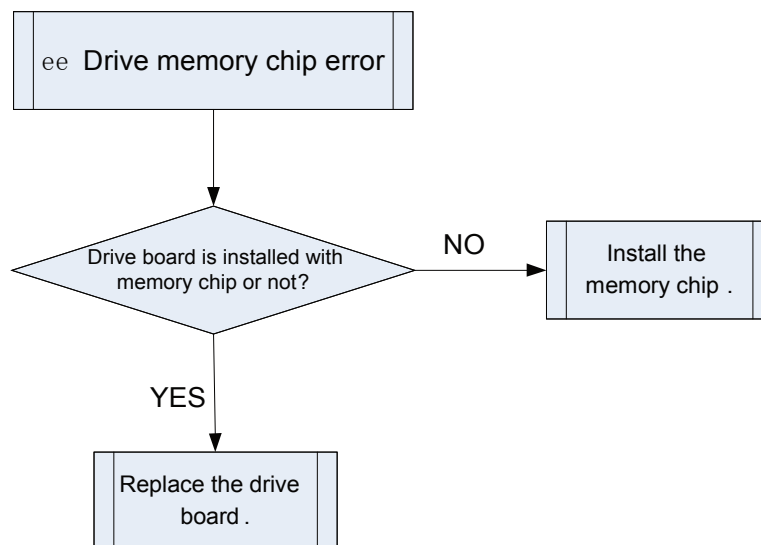 ee Drive memory chip error
Drive board is installed with
memory chip or not?
NO
Install the
memory chip .
YES
Replace the drive
board .